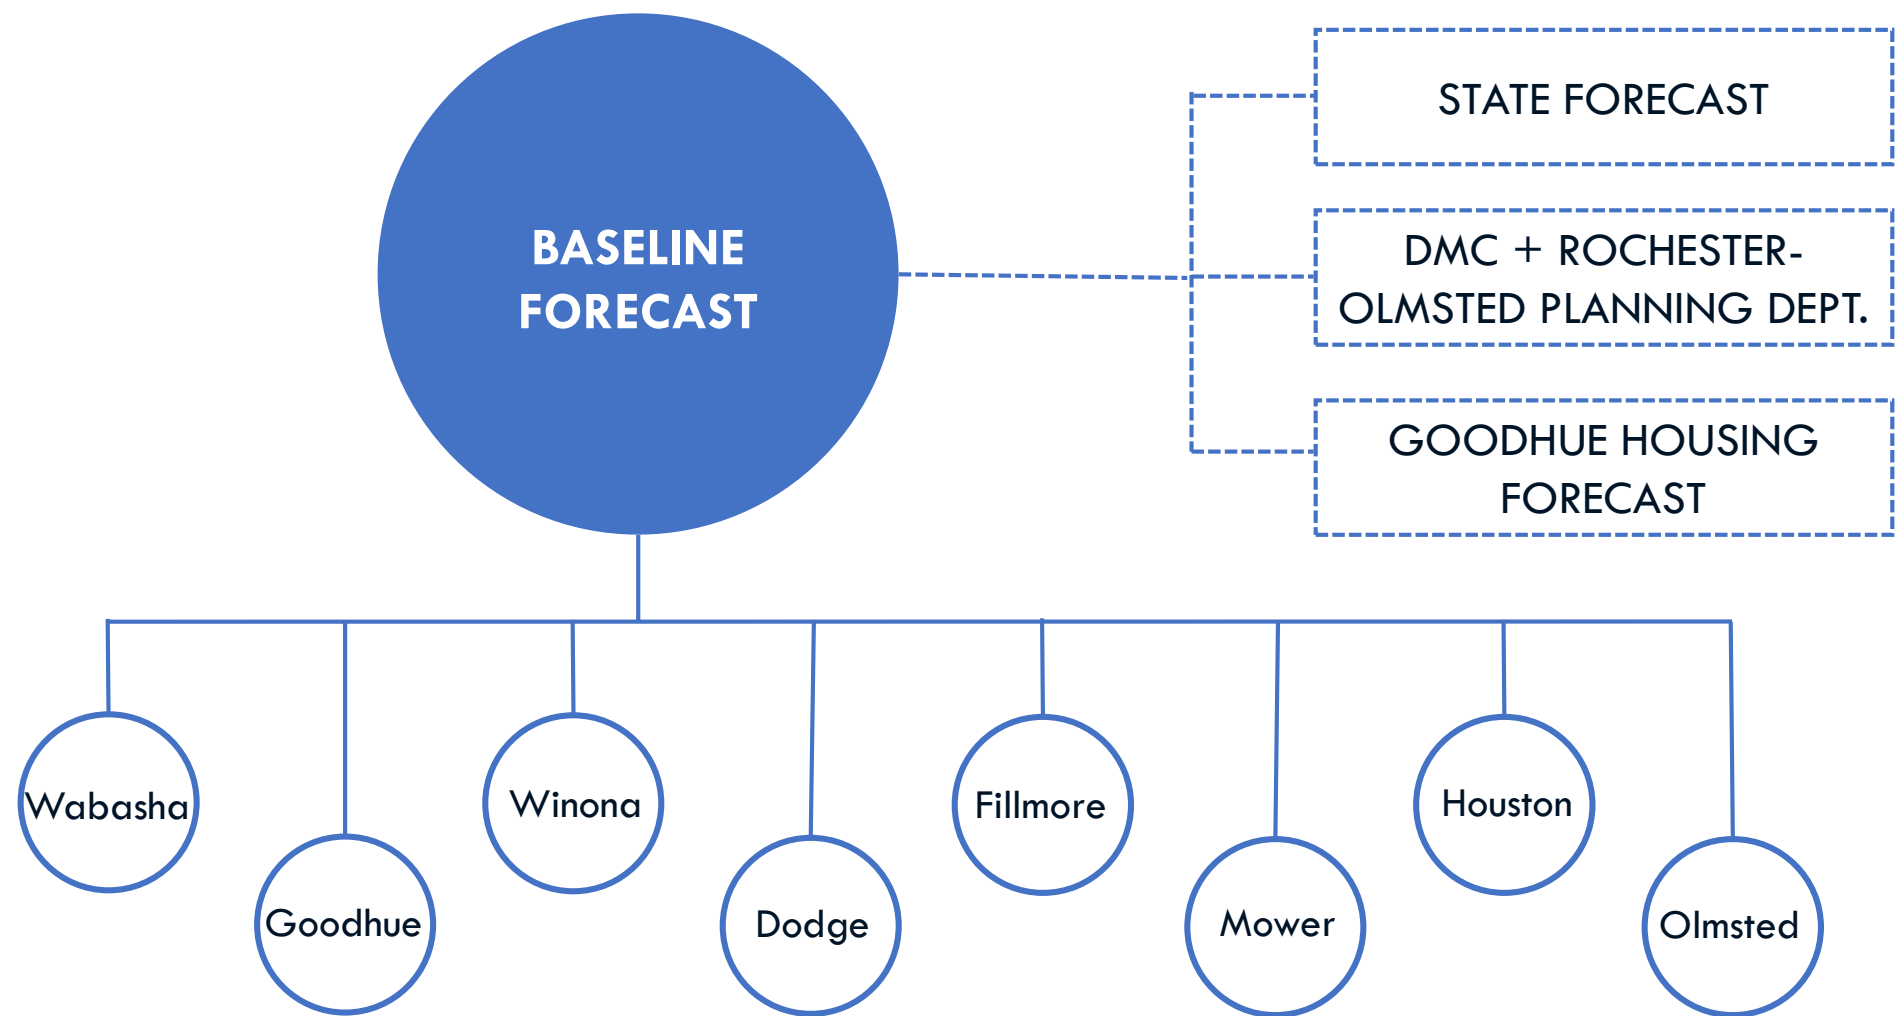 BASELINE
FORECAST
STATE FORECAST
DMC + ROCHESTER-
OLMSTED PLANNING DEPT.
GOODHUE HOUSING
FORECAST
Wabasha
Goodhue
Winona
Dodge
Fillmore
Mower
Houston
Olmsted